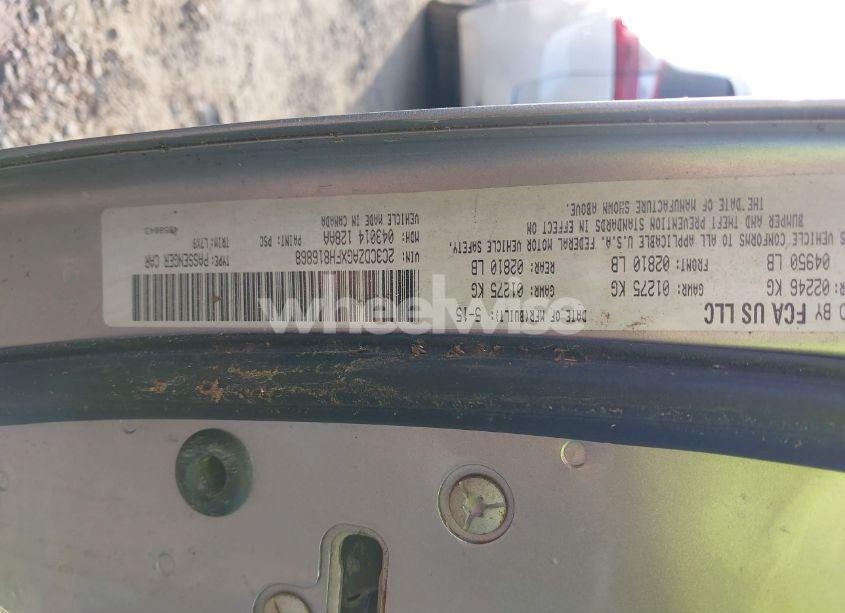 D BY FCA US LLC
DATE OF MFR(BUILT): 5-15
R: 02246 KG
GAWR: 01275 KG
GAWR: 01275 KG
04950 LB
FRONT: 02810 LB
REAR: 02810 LB
S VEHICLE CONFORMS TO ALL APPLICABLE U.S.A. FEDERAL MOTOR VEHICLE SAFETY,
BUMPER AND THEFT PREVENTION STANDARDS IN EFFECT ON
THE DATE OF MANUFACTURE SHOWN ABOVE.
VIN: 2C3CDZAG6FH816868
TYPE: PASSENGER CAR
MDH: 043014 128AA
PAINT: PSC
TRIM: L7X9
VEHICLE MADE IN CANADA
wheelwise